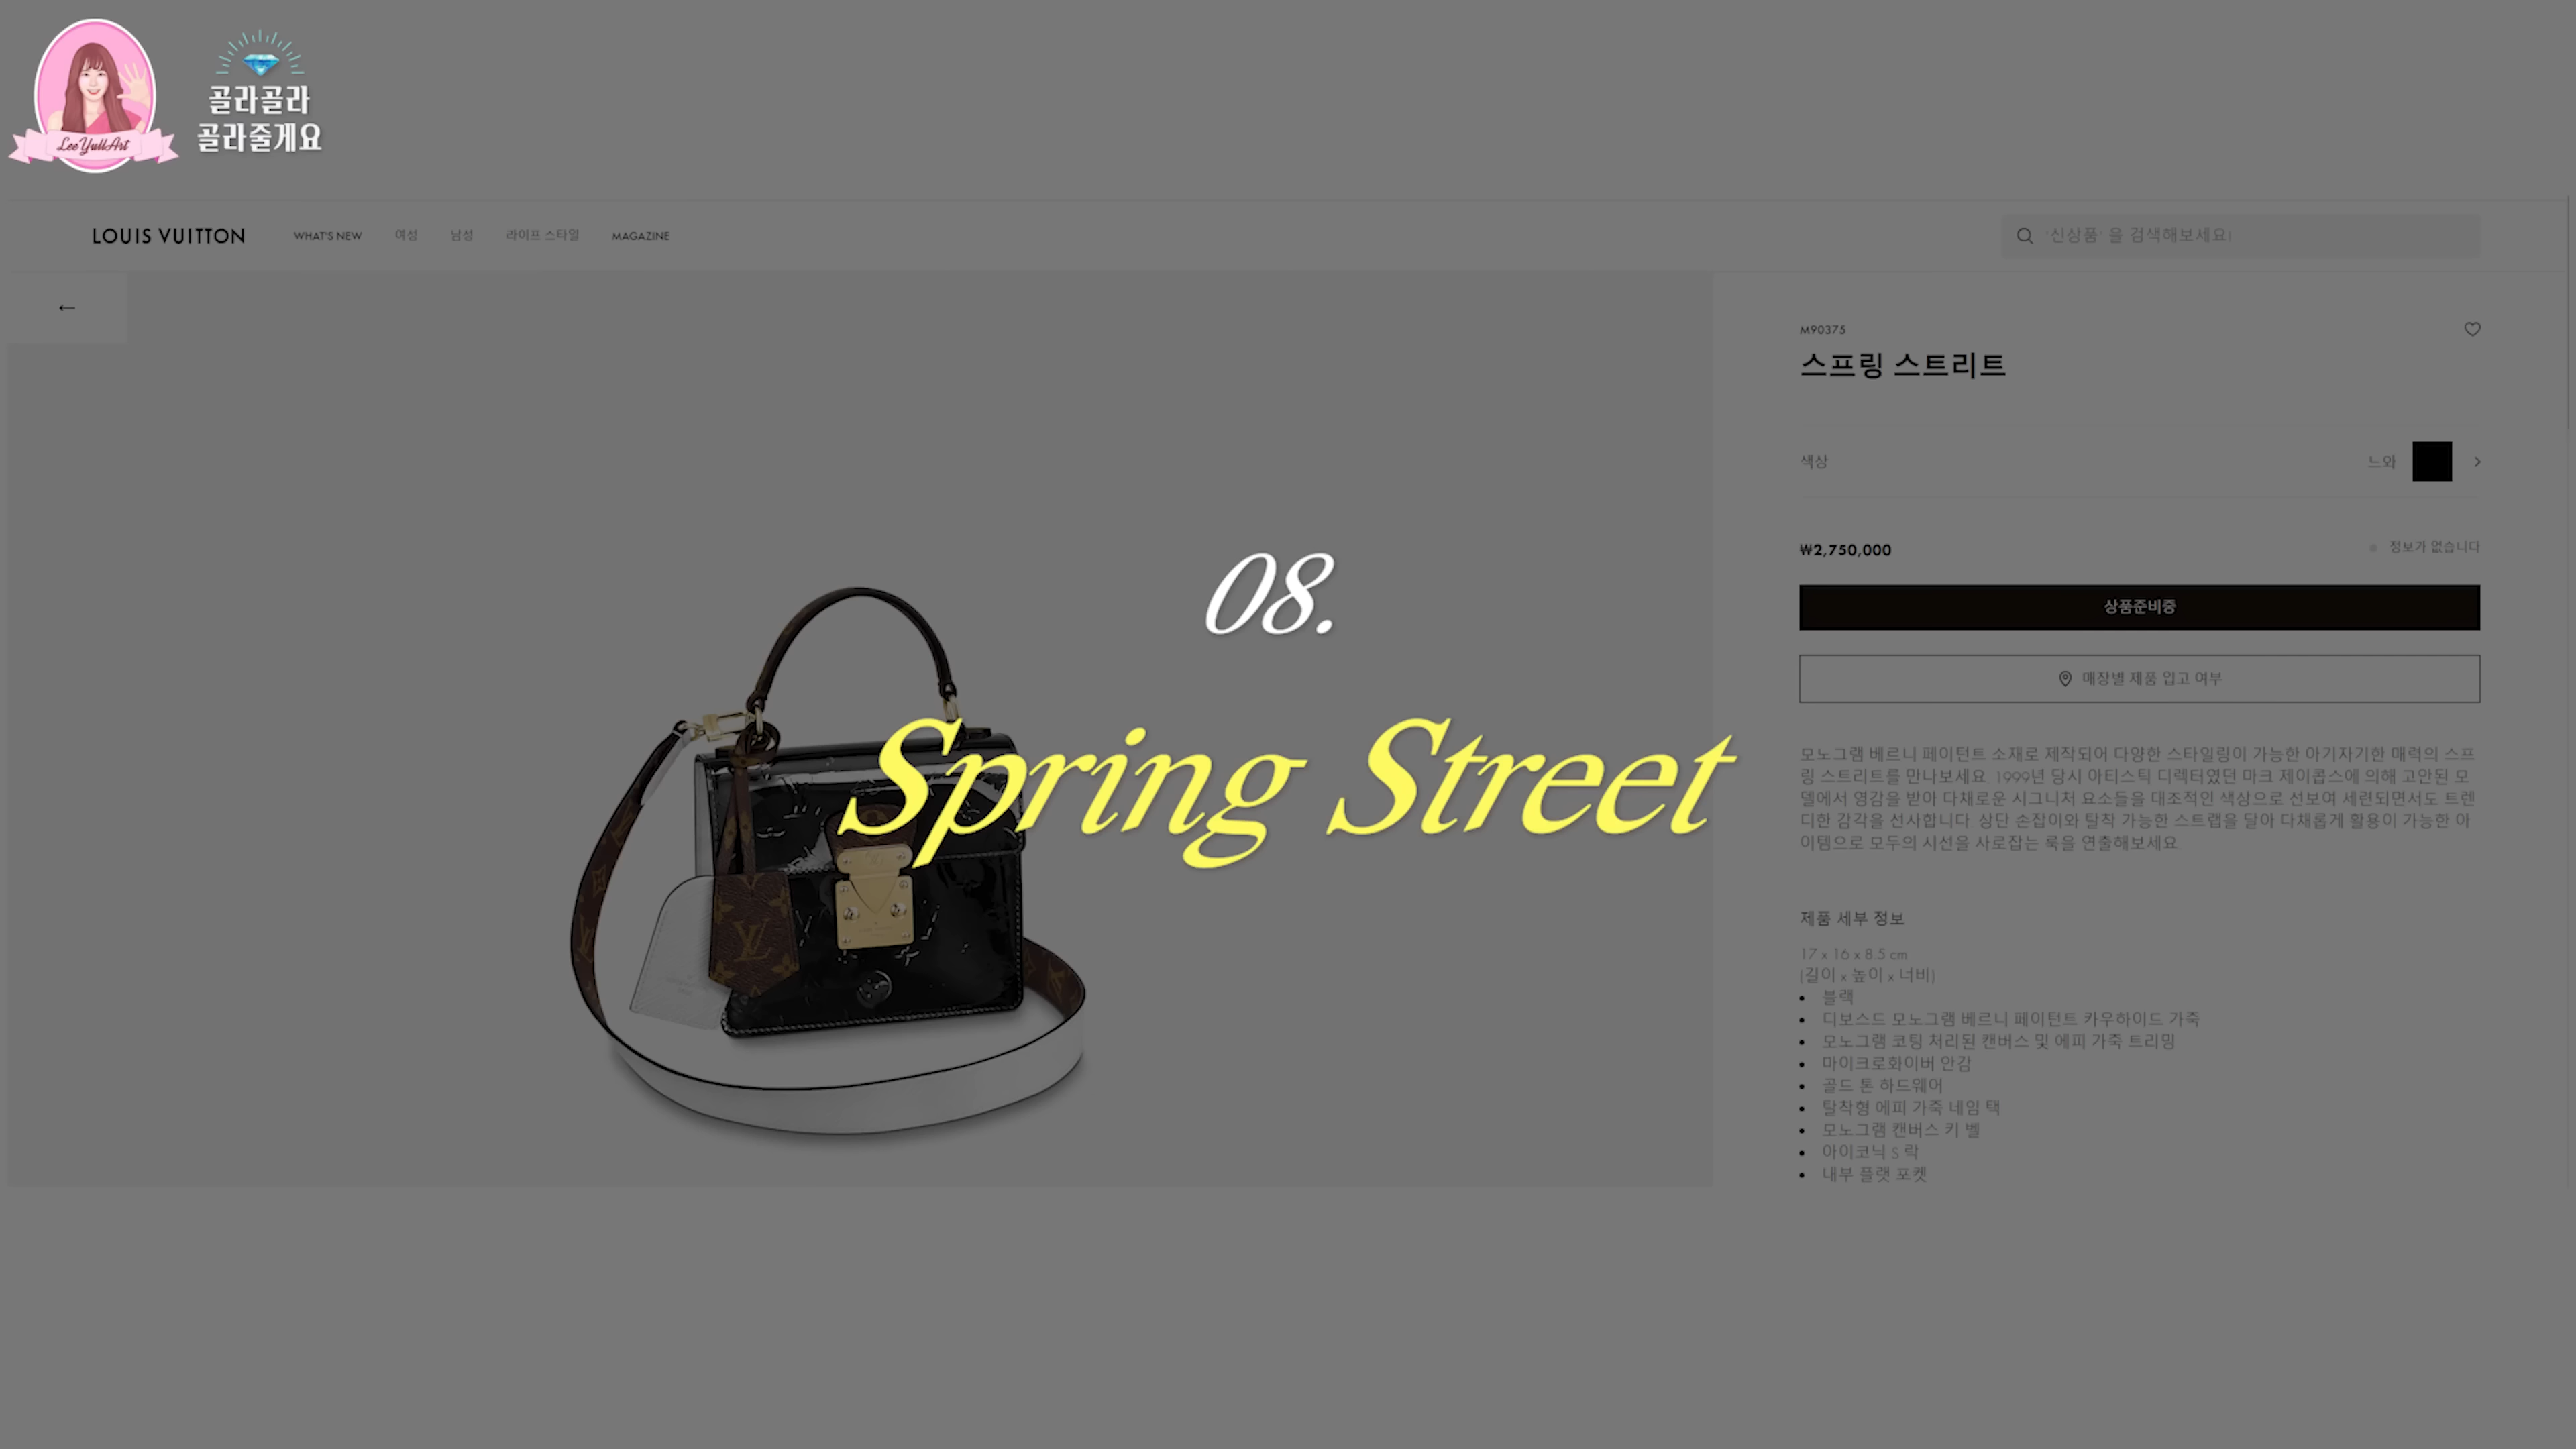 골라골라
골라줄게요
LeeYullArt
LOUIS VUITTON
WHAT'S NEW
여성
남성
라이프 스타일
MAGAZINE
'신상품' 을 검색해보세요!
←
M90375
스프링 스트리트
색상
느와
₩2,750,000
정보가 없습니다
08.
상품준비중
매장별 제품 입고 여부
Spring Street
모노그램 베르니 페이턴트 소재로 제작되어 다양한 스타일링이 가능한 아기자기한 매력의 스프
링 스트리트를 만나보세요. 1999년 당시 아티스틱 디렉터였던 마크 제이콥스에 의해 고안된 모
델에서 영감을 받아 다채로운 시그니처 요소들을 대조적인 색상으로 선보여 세련되면서도 트렌
디한 감각을 선사합니다. 상단 손잡이와 탈착 가능한 스트랩을 달아 다채롭게 활용이 가능한 아
이템으로 모두의 시선을 사로잡는 룩을 연출해보세요.
제품 세부 정보
17 x 16 x 8.5 cm
(길이 x 높이 x 너비)
• 블랙
• 디보스드 모노그램 베르니 페이턴트 카우하이드 가죽
• 모노그램 코팅 처리된 캔버스 및 에피 가죽 트리밍
• 마이크로화이버 안감
• 골드 톤 하드웨어
• 탈착형 에피 가죽 네임 택
• 모노그램 캔버스 키 벨
• 아이코닉 S 락
• 내부 플랫 포켓
LV